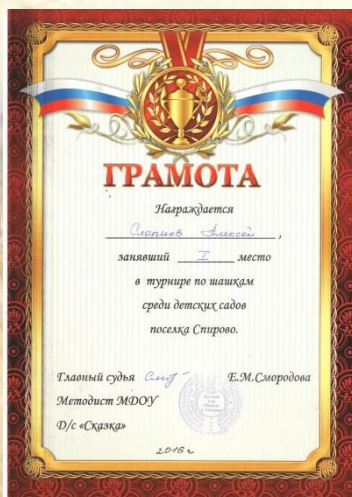 ГРАМОТА
Награждается
Алексей,
занявший I место
в турнире по шашкам
среди детских садов
поселка Спирово.
Главный судья Е.М.Смородова
Методист МДОУ
Д/с «Сказка»
2016 г